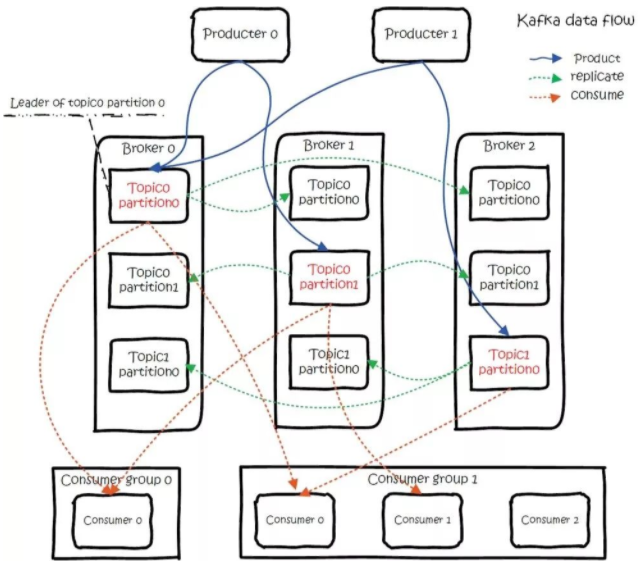 Producter 0
Producter 1
Kafka data flow
Product
replicate
consume
Leader of topico partition 0
Broker 0
Broker 1
Broker 2
Topico
partition0
Topico
partition0
Topico
partition0
Topico
partition1
Topico
partition1
Topico
partition1
Topic1
partition0
Topic1
partition0
Topic1
partition0
Consumer group 0
Consumer group 1
Consumer 0
Consumer 0
Consumer 1
Consumer 2